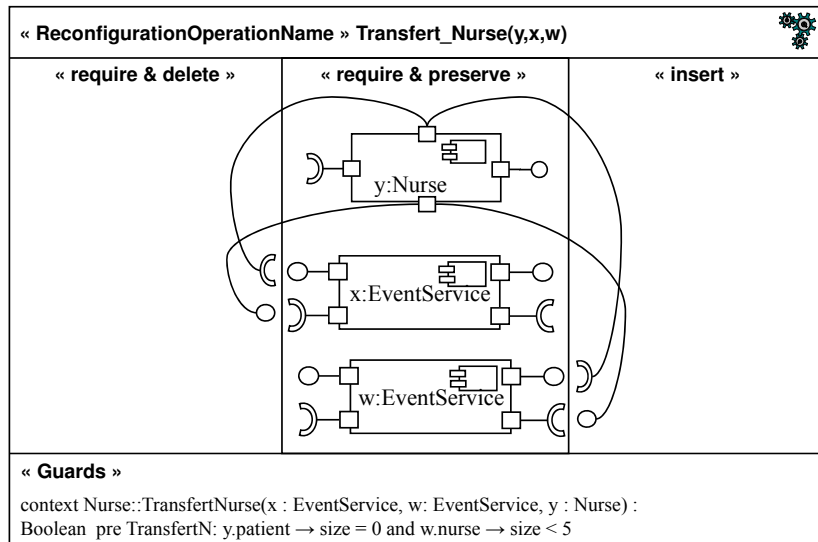 « ReconfigurationOperationName » Transfert_Nurse(y,x,w)
« require & delete »
« require & preserve »
« insert »
y:Nurse
x:EventService
w:EventService
« Guards »
context Nurse::TransfertNurse(x : EventService, w: EventService, y : Nurse) :
Boolean pre TransfertN: y.patient → size = 0 and w.nurse → size < 5